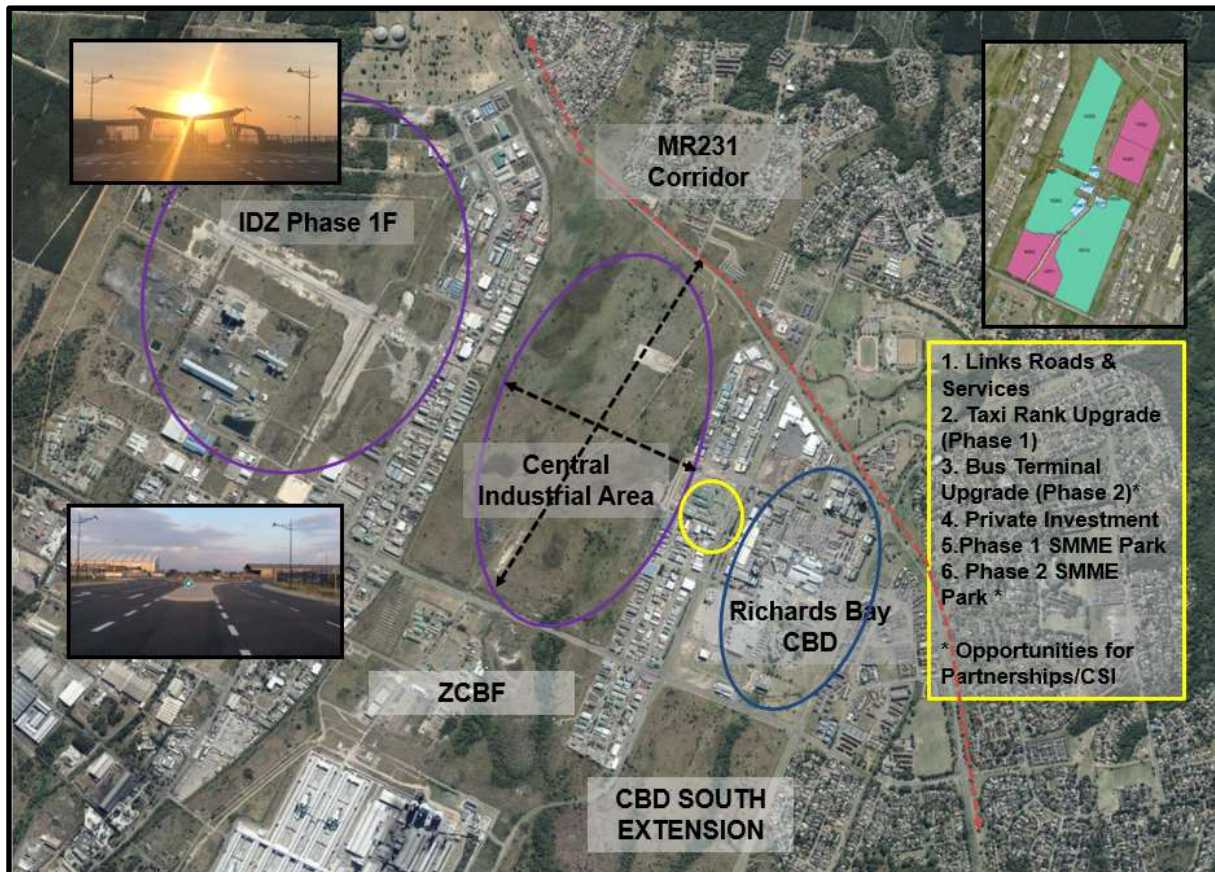 MR231
Corridor
IDZ Phase 1F
Central
Industrial Area
Richards Bay
CBD
ZCBF
CBD SOUTH
EXTENSION
1. Links Roads &
Services
2. Taxi Rank Upgrade
(Phase 1)
3. Bus Terminal
Upgrade (Phase 2)*
4. Private Investment
5.Phase 1 SMME Park
6. Phase 2 SMME
Park *
* Opportunities for
Partnerships/CSI